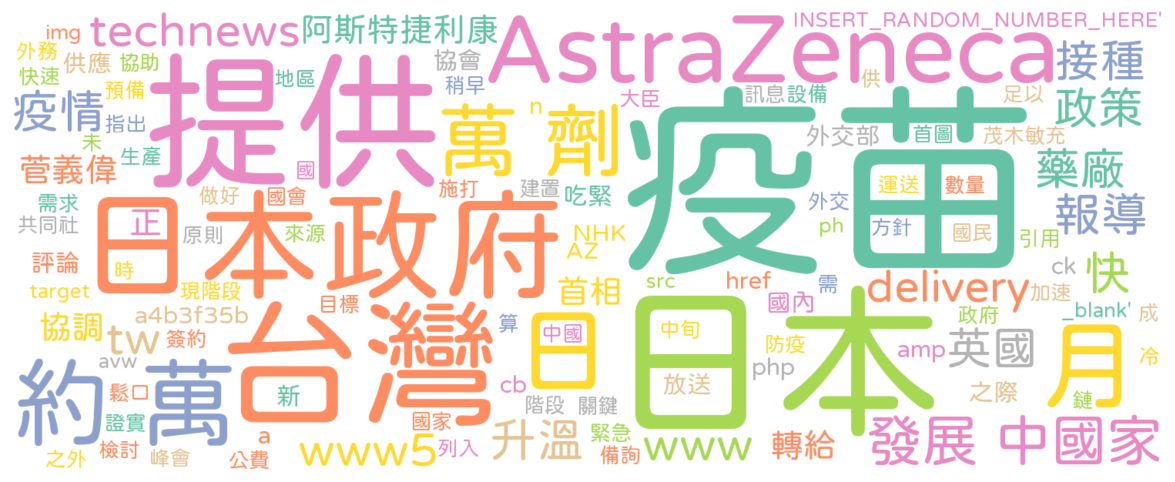 img
technews
阿斯特捷利康
AstraZeneca
INSERT_RANDOM_NUMBER_HERE'
外務
供應
協助
快速
預備
疫情
指出
未
生產
菅義偉
提供
地區
國
協會
稍早
萬劑
n
大臣
疫苗
訊息
設備
供
足以
接種
政策
外交部
首圖
茂木敏充
藥廠
需求
共同社
正
做好
國會
施打
建置
吃緊
運送
數量
外交
方針
國民
報導
原則
來源
日本政府
NHK
AZ
ph
引用
評論
時
現階段
目標
首相
src
href
delivery
ck
快
target
a4b3f35b
國內
需
加速
_blank'
成
協調
tw
簽約
台灣
算
日
中國
日本
中旬
防疫
政府
amp
英國
月
冷
約萬
avw
鬆口
新
cb
放送
php
之際
鏈
證實
國家
階段
關鍵
檢討
之外
峰會
a
公費
www5
列入
升溫
緊急
備詢
www
轉給
發展中國家